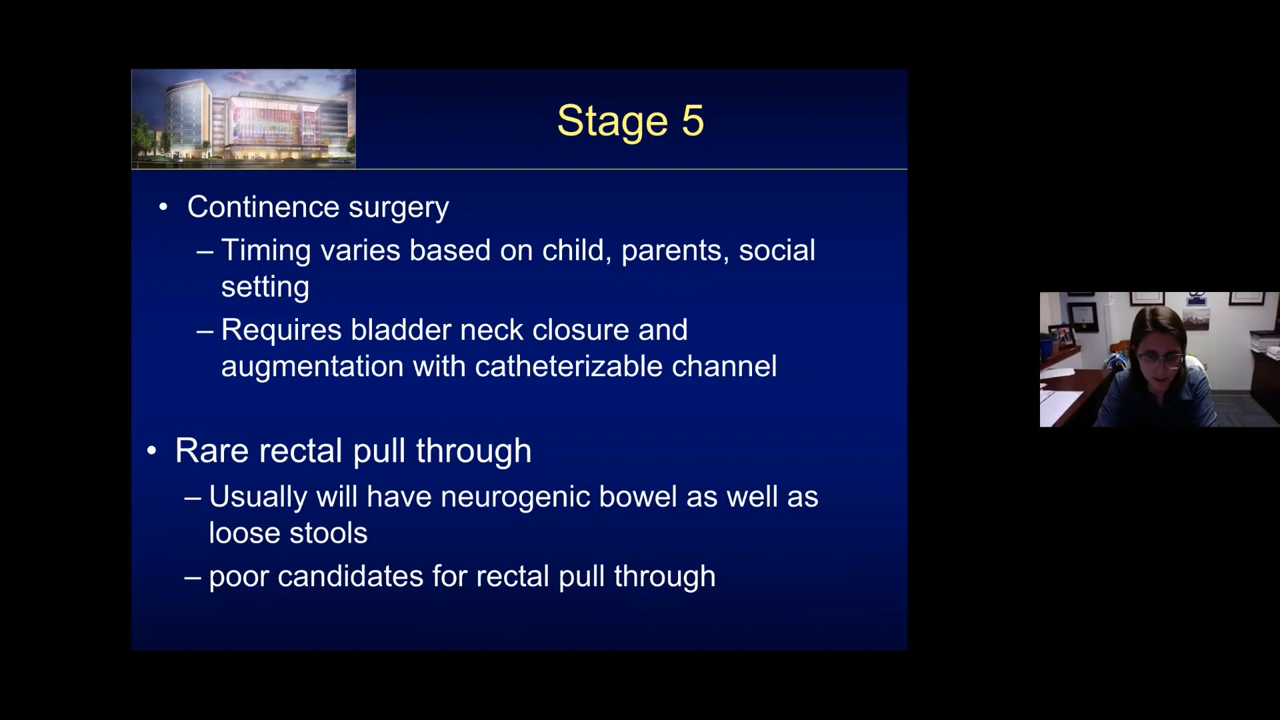 Stage 5
• Continence surgery
– Timing varies based on child, parents, social
setting
– Requires bladder neck closure and
augmentation with catheterizable channel
• Rare rectal pull through
– Usually will have neurogenic bowel as well as
loose stools
– poor candidates for rectal pull through